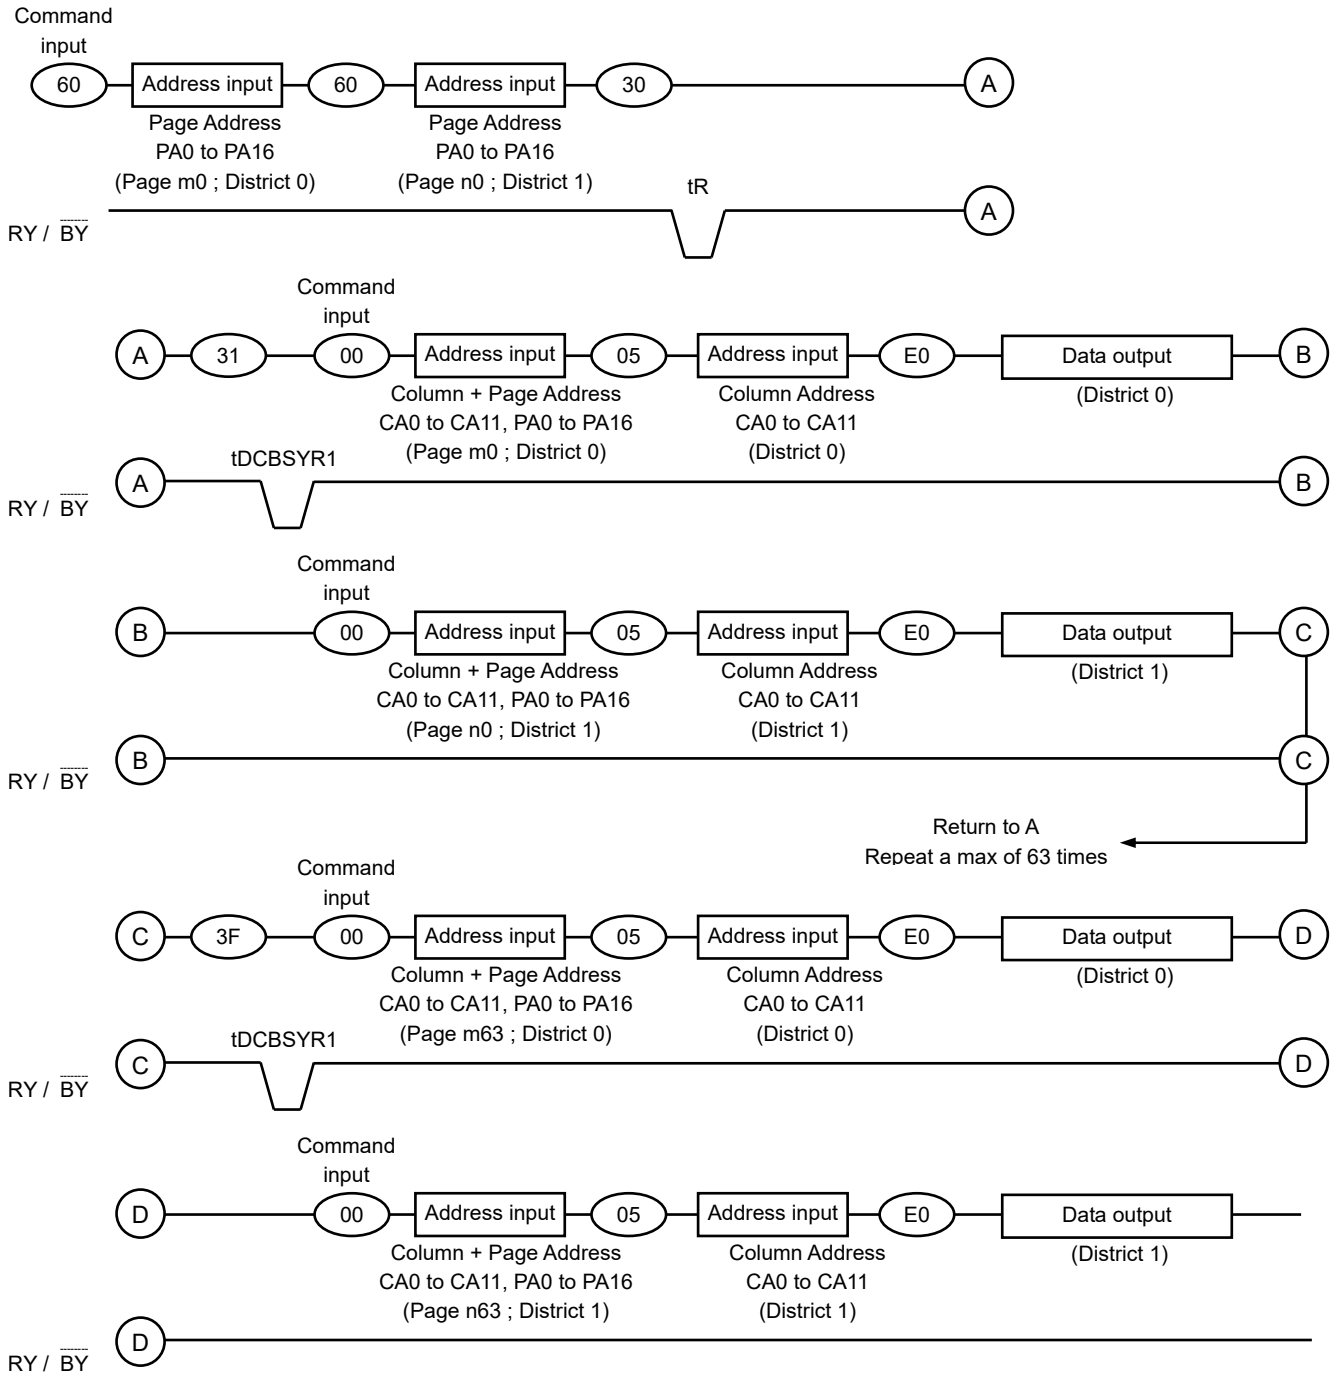 Command
input
60 Address input 60 Address input 30 A
Page Address
PA0 to PA16
(Page m0 ; District 0)
Page Address
PA0 to PA16
(Page n0 ; District 1)
tR
RY / BY A
Command
input
A 31 00 Address input 05 Address input E0 Data output B
Column + Page Address
CA0 to CA11, PA0 to PA16
(Page m0 ; District 0)
Column Address
CA0 to CA11
(District 0)
(District 0)
tDCBSYR1
RY / BY A B
Command
input
B 00 Address input 05 Address input E0 Data output C
Column + Page Address
CA0 to CA11, PA0 to PA16
(Page n0 ; District 1)
Column Address
CA0 to CA11
(District 1)
(District 1)
RY / BY B C
Return to A
Repeat a max of 63 times
Command
input
C 3F 00 Address input 05 Address input E0 Data output D
Column + Page Address
CA0 to CA11, PA0 to PA16
(Page m63 ; District 0)
Column Address
CA0 to CA11
(District 0)
(District 0)
tDCBSYR1
RY / BY C D
Command
input
D 00 Address input 05 Address input E0 Data output
Column + Page Address
CA0 to CA11, PA0 to PA16
(Page n63 ; District 1)
Column Address
CA0 to CA11
(District 1)
(District 1)
RY / BY D